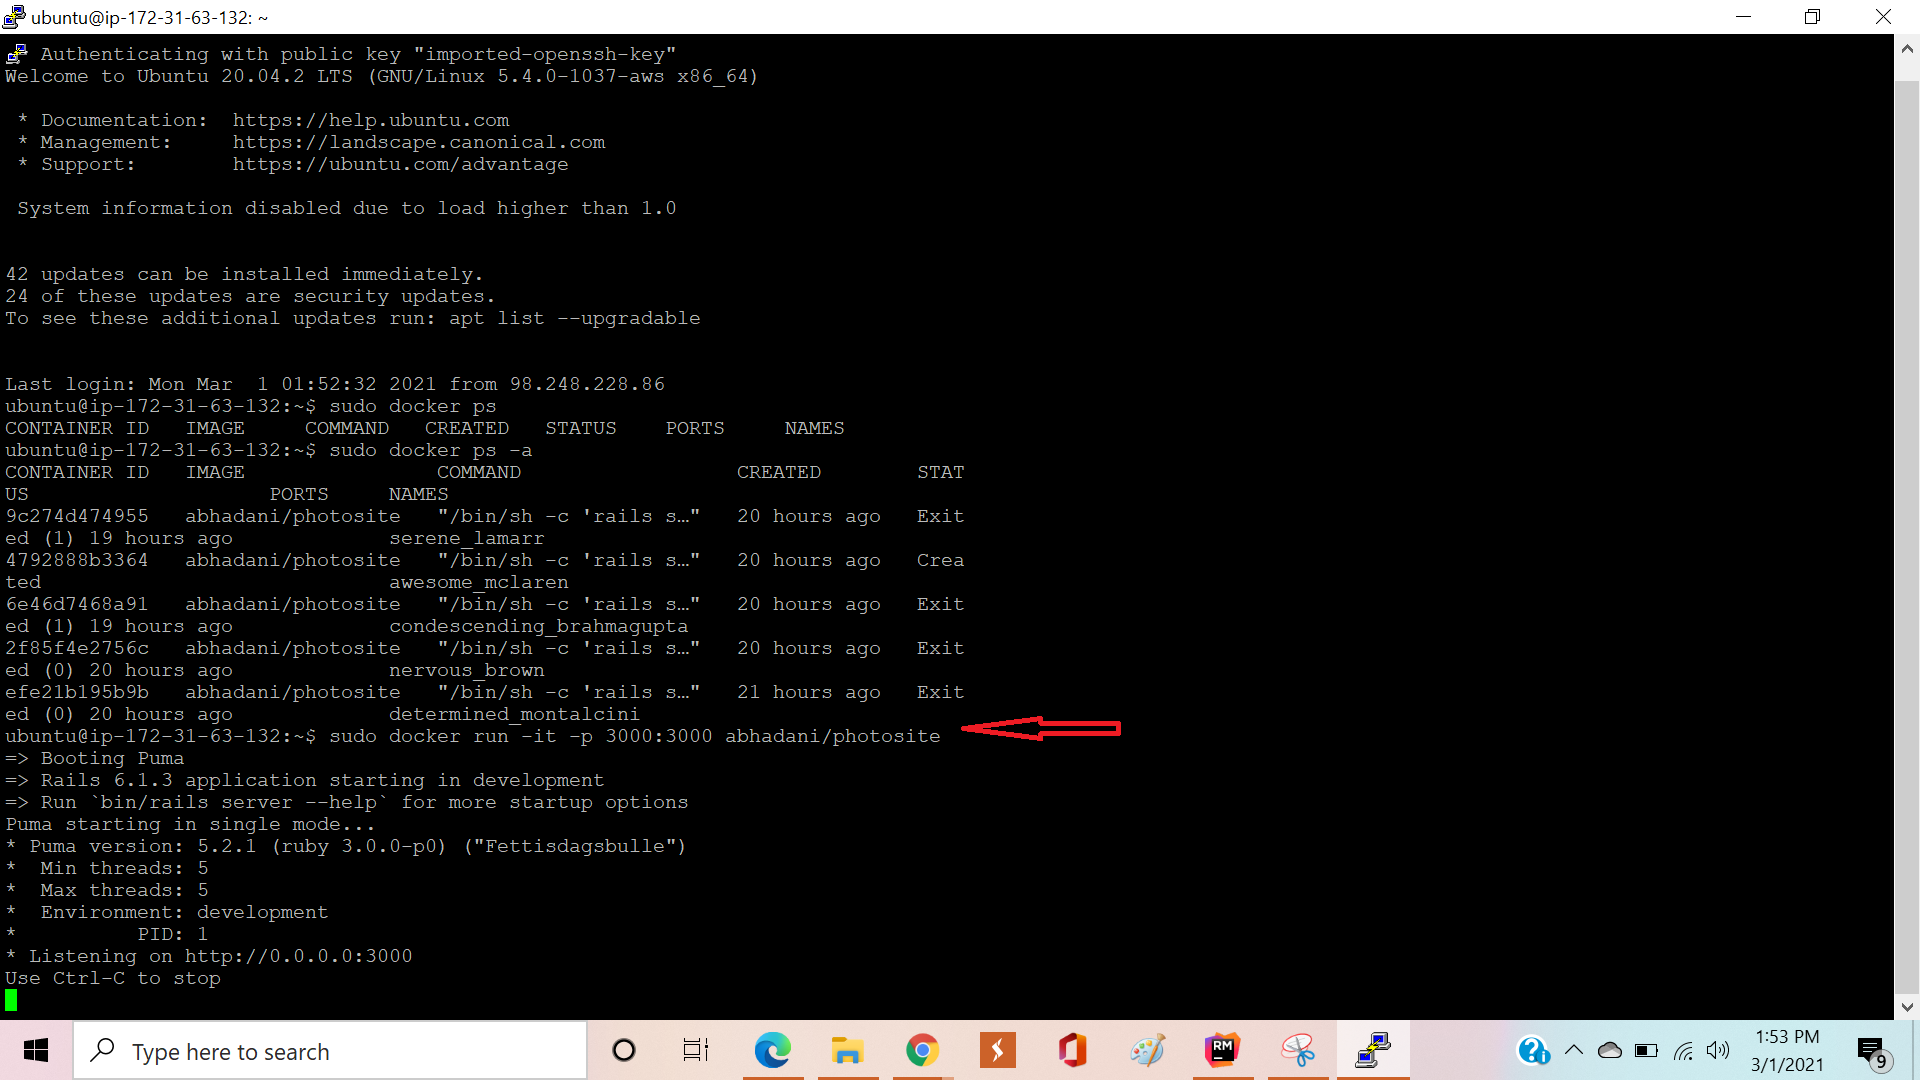 ubuntu@ip-172-31-63-132: ~
Authenticating with public key "imported-openssh-key"
Welcome to Ubuntu 20.04.2 LTS (GNU/Linux 5.4.0-1037-aws x86_64)
* Documentation:  https://help.ubuntu.com
* Management:     https://landscape.canonical.com
* Support:        https://ubuntu.com/advantage
System information disabled due to load higher than 1.0
42 updates can be installed immediately.
24 of these updates are security updates.
To see these additional updates run: apt list --upgradable
Last login: Mon Mar  1 01:52:32 2021 from 98.248.228.86
ubuntu@ip-172-31-63-132:~$ sudo docker ps
CONTAINER ID   IMAGE     COMMAND   CREATED   STATUS    PORTS     NAMES
ubuntu@ip-172-31-63-132:~$ sudo docker ps -a
CONTAINER ID   IMAGE                COMMAND                  CREATED        STAT
US                    PORTS     NAMES
9c274d474955   abhadani/photosite   "/bin/sh -c 'rails s…"   20 hours ago   Exit
ed (1) 19 hours ago             serene_lamarr
4792888b3364   abhadani/photosite   "/bin/sh -c 'rails s…"   20 hours ago   Crea
ted                             awesome_mclaren
6e46d7468a91   abhadani/photosite   "/bin/sh -c 'rails s…"   20 hours ago   Exit
ed (1) 19 hours ago             condescending_brahmagupta
2f85f4e2756c   abhadani/photosite   "/bin/sh -c 'rails s…"   20 hours ago   Exit
ed (0) 20 hours ago             nervous_brown
efe21b195b9b   abhadani/photosite   "/bin/sh -c 'rails s…"   21 hours ago   Exit
ed (0) 20 hours ago             determined_montalcini
ubuntu@ip-172-31-63-132:~$ sudo docker run -it -p 3000:3000 abhadani/photosite
=> Booting Puma
=> Rails 6.1.3 application starting in development
=> Run `bin/rails server --help` for more startup options
Puma starting in single mode...
* Puma version: 5.2.1 (ruby 3.0.0-p0) ("Fettisdagsbulle")
*  Min threads: 5
*  Max threads: 5
*  Environment: development
*          PID: 1
* Listening on http://0.0.0.0:3000
Use Ctrl-C to stop
Type here to search
RM
1:53 PM
3/1/2021
9